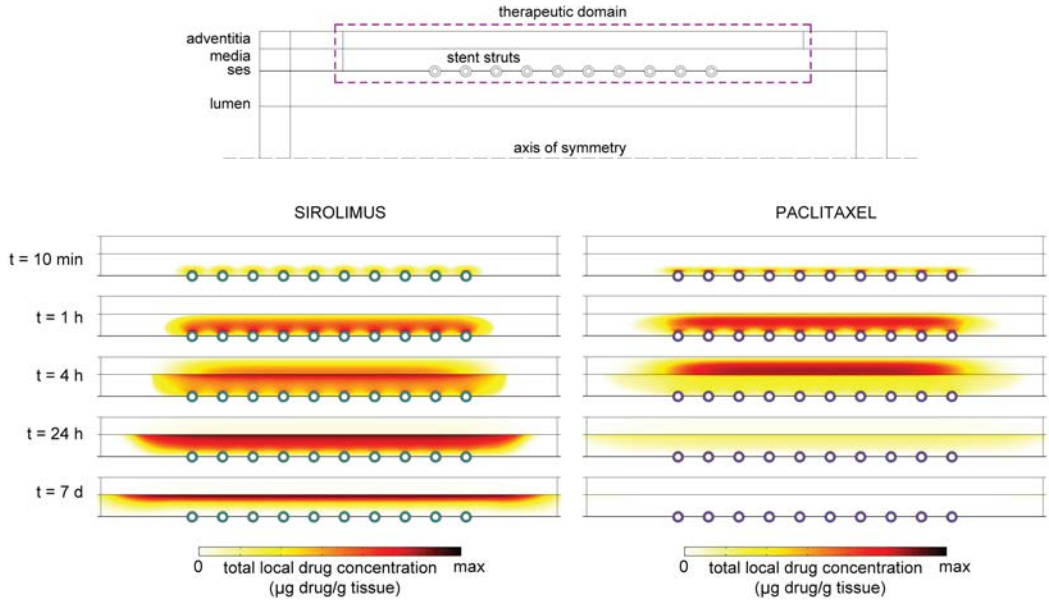 therapeutic domain
adventitia
media
stent struts
ses
lumen
axis of symmetry
SIROLIMUS
PACLITAXEL
t = 10 min
t = 1 h
t = 4 h
t = 24 h
t = 7 d
0 total local drug concentration max
(µg drug/g tissue)
0 total local drug concentration max
(µg drug/g tissue)